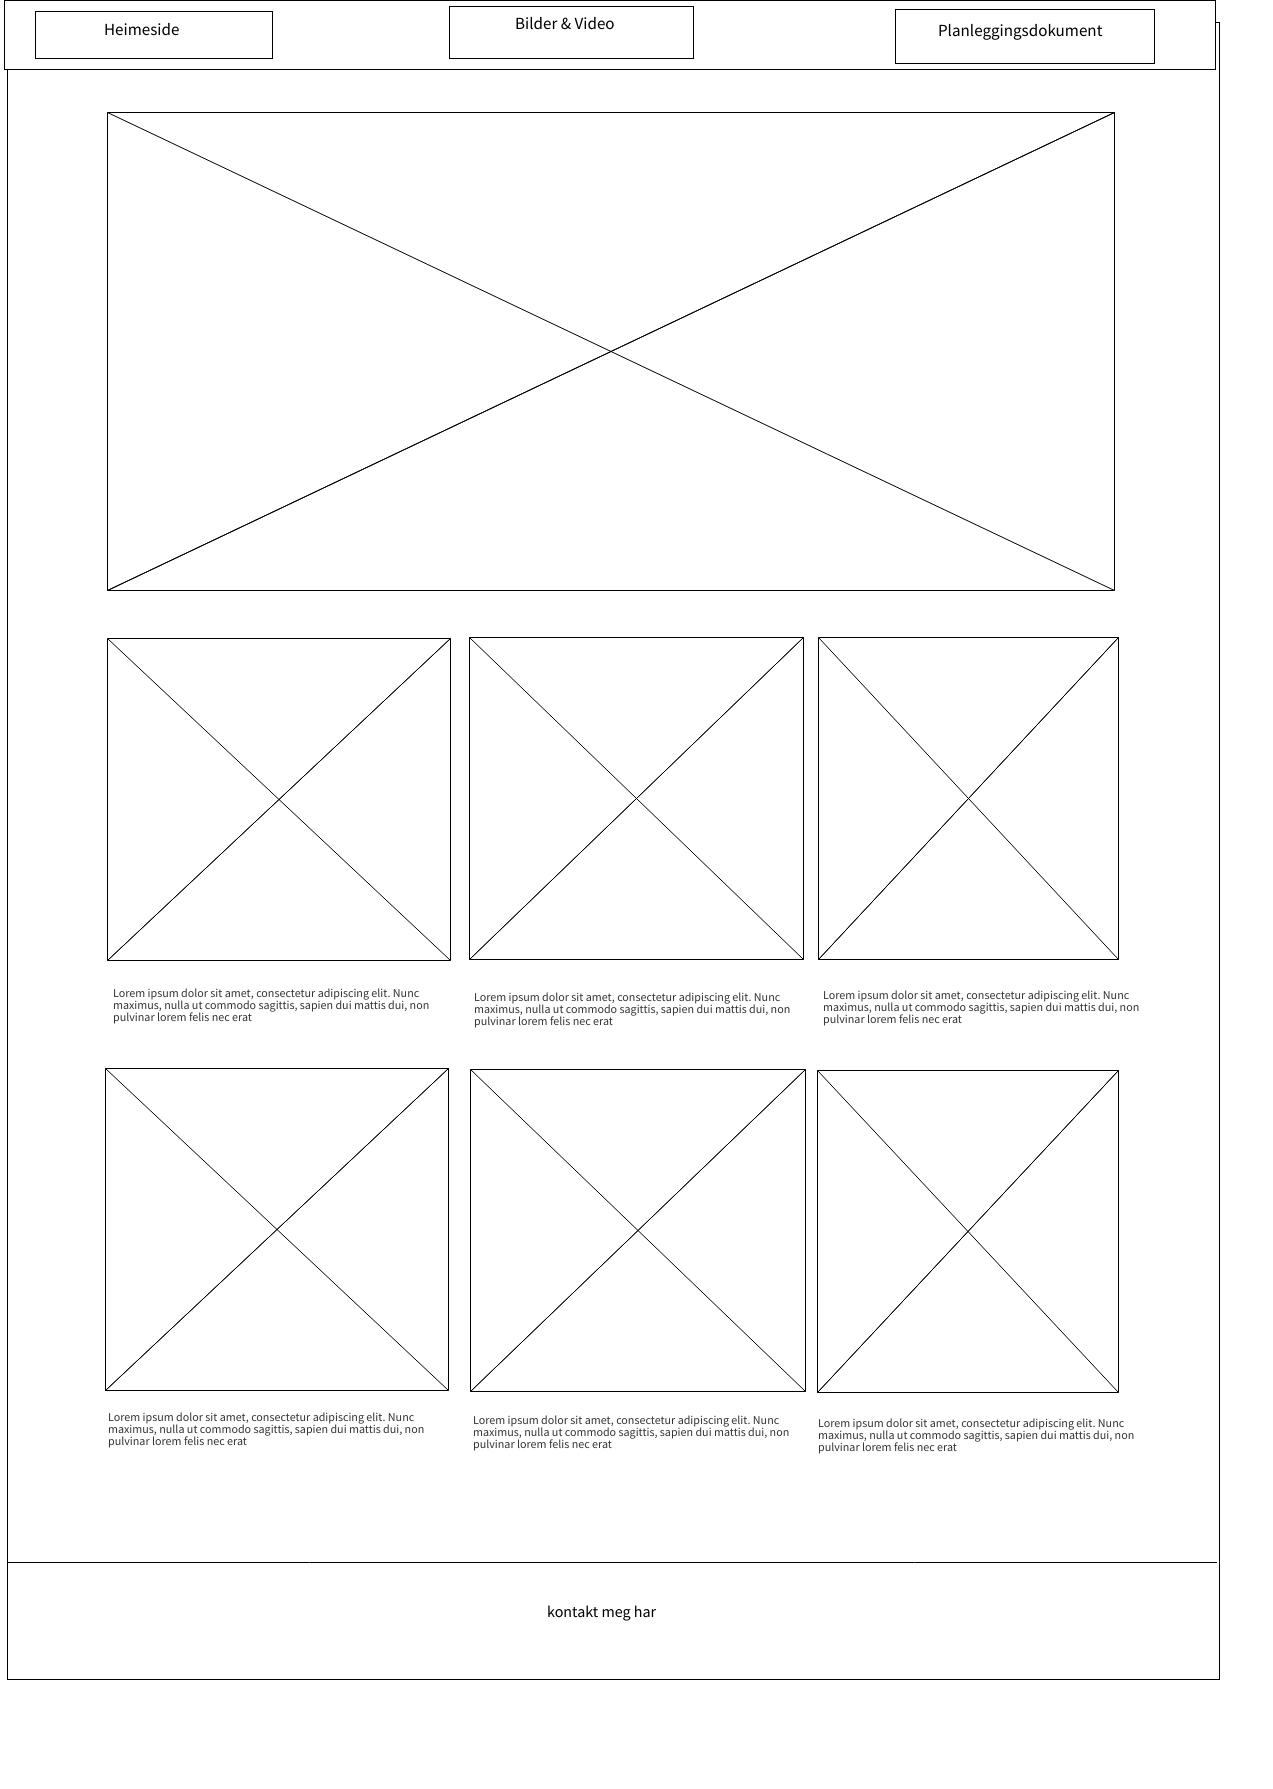 Heimeside
Bilder & Video
Planleggingsdokument
Lorem ipsum dolor sit amet, consectetur adipiscing elit. Nunc
maximus, nulla ut commodo sagittis, sapien dui mattis dui, non
pulvinar lorem felis nec erat
Lorem ipsum dolor sit amet, consectetur adipiscing elit. Nunc
maximus, nulla ut commodo sagittis, sapien dui mattis dui, non
pulvinar lorem felis nec erat
Lorem ipsum dolor sit amet, consectetur adipiscing elit. Nunc
maximus, nulla ut commodo sagittis, sapien dui mattis dui, non
pulvinar lorem felis nec erat
Lorem ipsum dolor sit amet, consectetur adipiscing elit. Nunc
maximus, nulla ut commodo sagittis, sapien dui mattis dui, non
pulvinar lorem felis nec erat
Lorem ipsum dolor sit amet, consectetur adipiscing elit. Nunc
maximus, nulla ut commodo sagittis, sapien dui mattis dui, non
pulvinar lorem felis nec erat
Lorem ipsum dolor sit amet, consectetur adipiscing elit. Nunc
maximus, nulla ut commodo sagittis, sapien dui mattis dui, non
pulvinar lorem felis nec erat
kontakt meg har